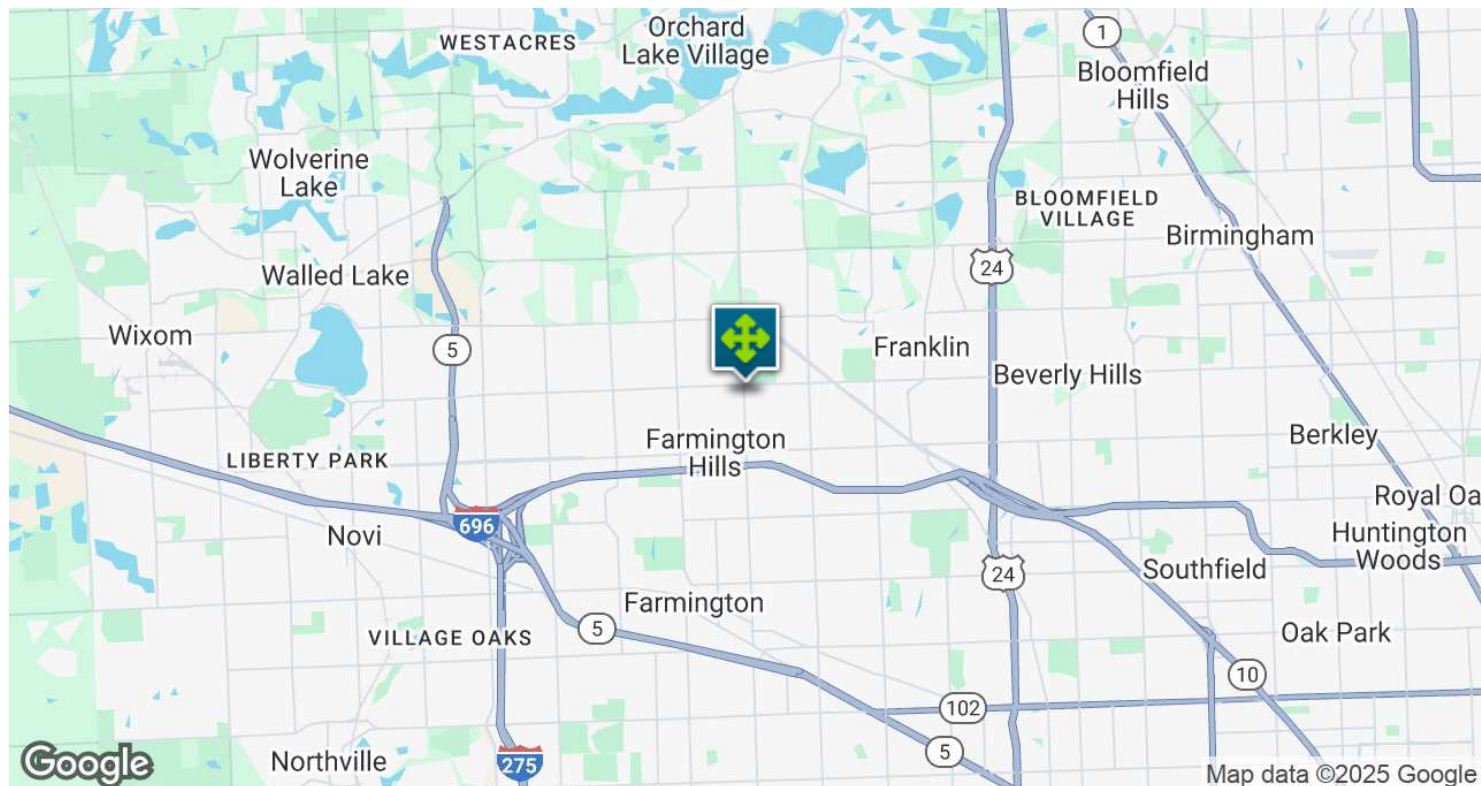 Orchard
Lake Village
WESTACRES
1
Bloomfield
Hills
Wolverine
Lake
BLOOMFIELD
VILLAGE
Birmingham
Walled Lake
24
Wixom
5
Franklin
Beverly Hills
Farmington
Hills
Berkley
LIBERTY PARK
Royal Oa
696
Novi
Huntington
Woods
24
Southfield
Farmington
5
VILLAGE OAKS
Oak Park
10
102
5
Northville
275
Google
Map data ©2025 Google